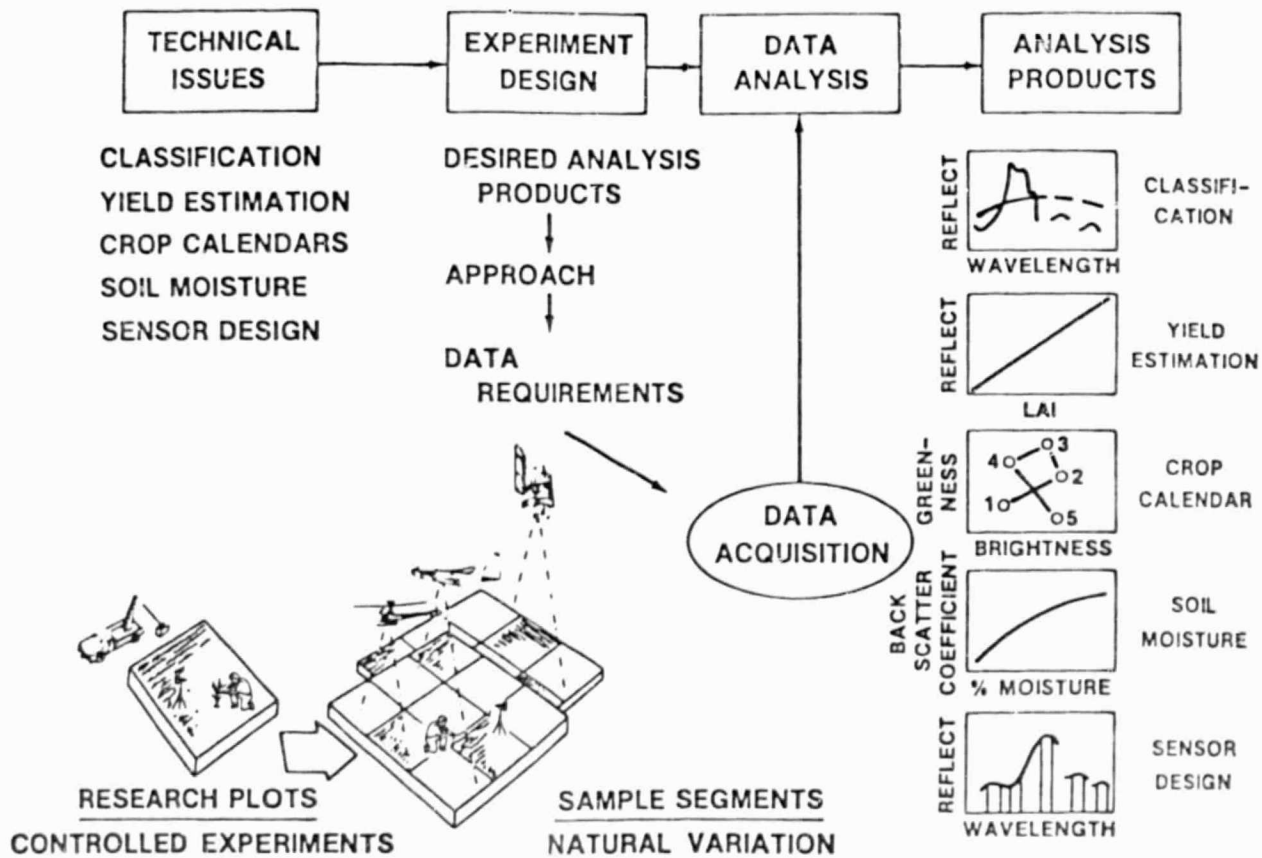 TECHNICAL
ISSUES
EXPERIMENT
DESIGN
DATA
ANALYSIS
ANALYSIS
PRODUCTS
CLASSIFICATION
YIELD ESTIMATION
CROP CALENDARS
SOIL MOISTURE
SENSOR DESIGN
DESIRED ANALYSIS
PRODUCTS
APPROACH
DATA
REQUIREMENTS
DATA
ACQUISITION
REFLECT
WAVELENGTH
CLASSIFI-
CATION
REFLECT
LAI
YIELD
ESTIMATION
GREEN-
NESS
4
3
2
1
5
BRIGHTNESS
CROP
CALENDAR
BACK
SCATTER
COEFFICIENT
% MOISTURE
SOIL
MOISTURE
REFLECT
WAVELENGTH
SENSOR
DESIGN
RESEARCH PLOTS
CONTROLLED EXPERIMENTS
SAMPLE SEGMENTS
NATURAL VARIATION